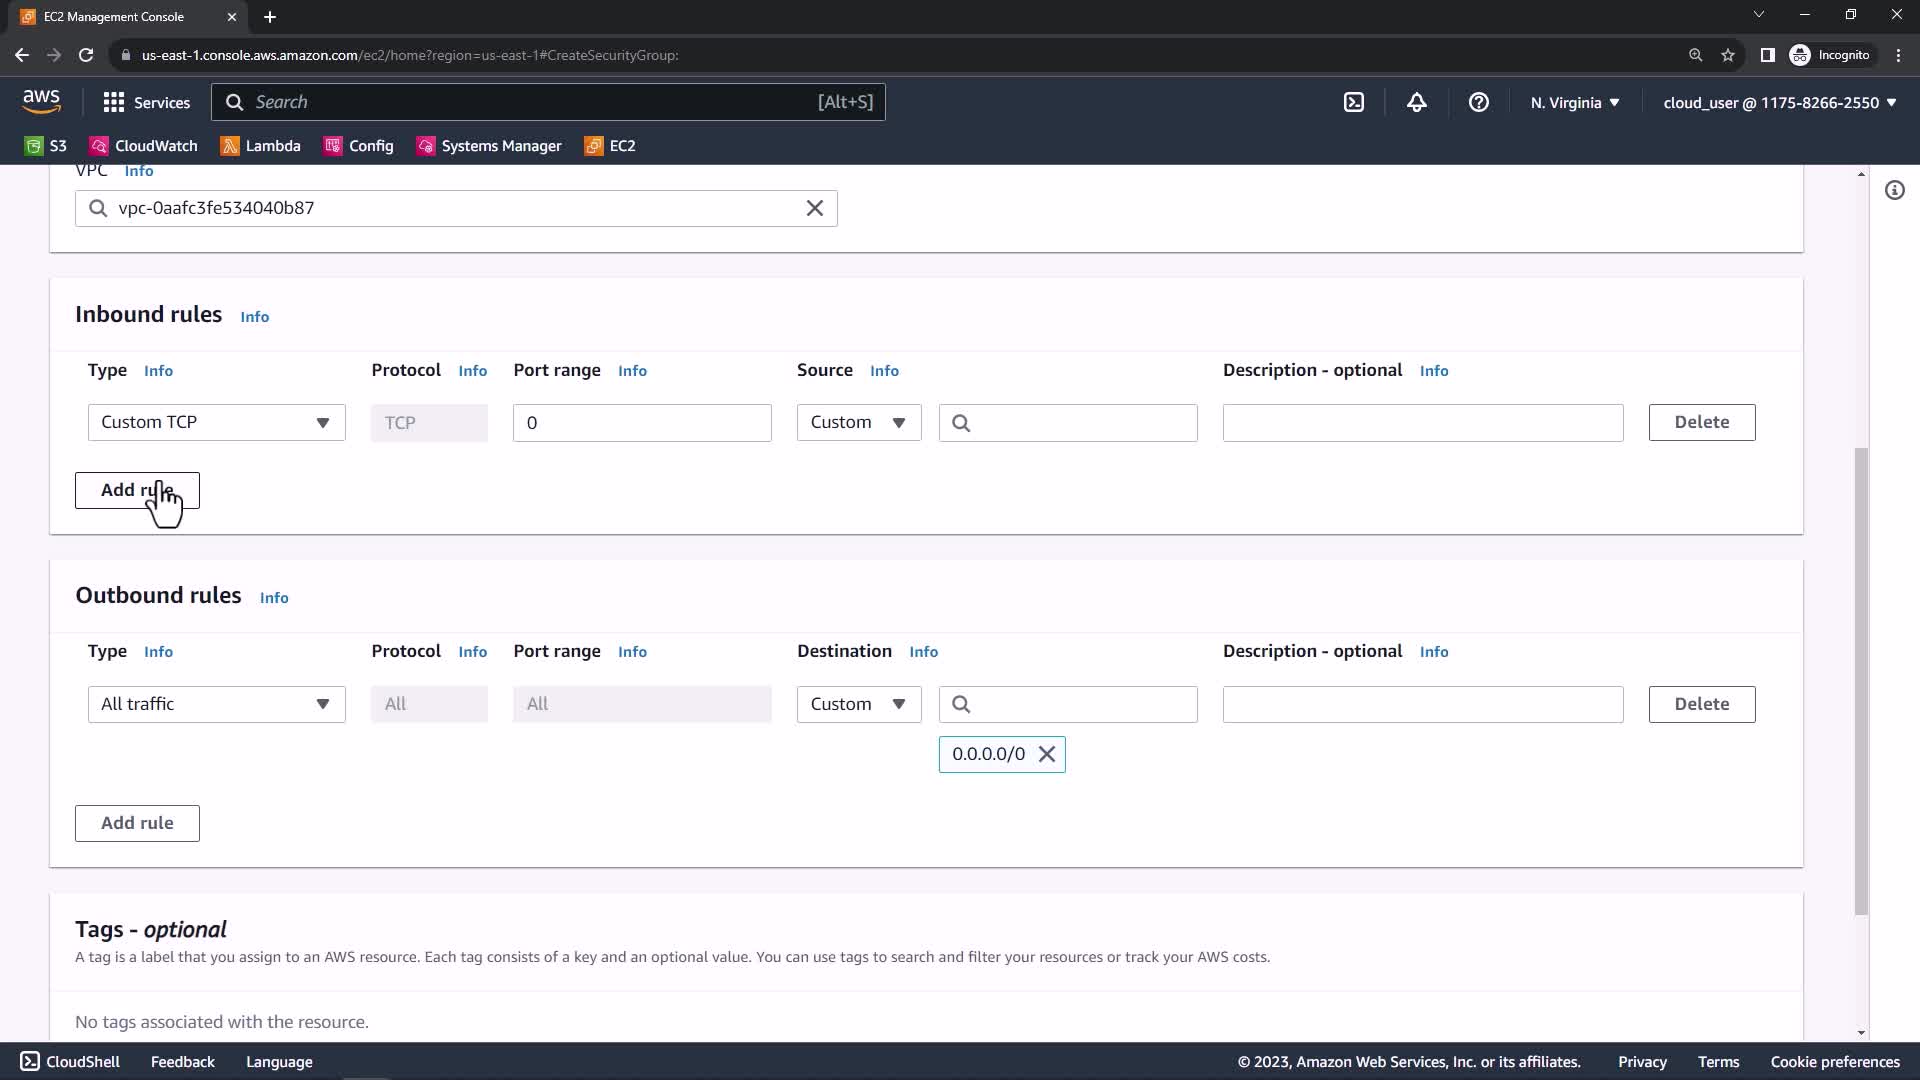 EC2 Management Console
us-east-1.console.aws.amazon.com/ec2/home?region=us-east-1#CreateSecurityGroup:
Incognito
aws
Services
Search
[Alt+S]
N. Virginia
cloud_user @ 1175-8266-2550
S3
CloudWatch
Lambda
Config
Systems Manager
EC2
VPC Info
vpc-0aafc3fe534040b87
Inbound rules Info
Type Info Protocol Info Port range Info Source Info Description - optional Info
Custom TCP TCP 0 Custom Delete
Add rule
Outbound rules Info
Type Info Protocol Info Port range Info Destination Info Description - optional Info
All traffic All All Custom Delete
0.0.0.0/0
Add rule
Tags - optional
A tag is a label that you assign to an AWS resource. Each tag consists of a key and an optional value. You can use tags to search and filter your resources or track your AWS costs.
No tags associated with the resource.
CloudShell Feedback Language © 2023, Amazon Web Services, Inc. or its affiliates. Privacy Terms Cookie preferences